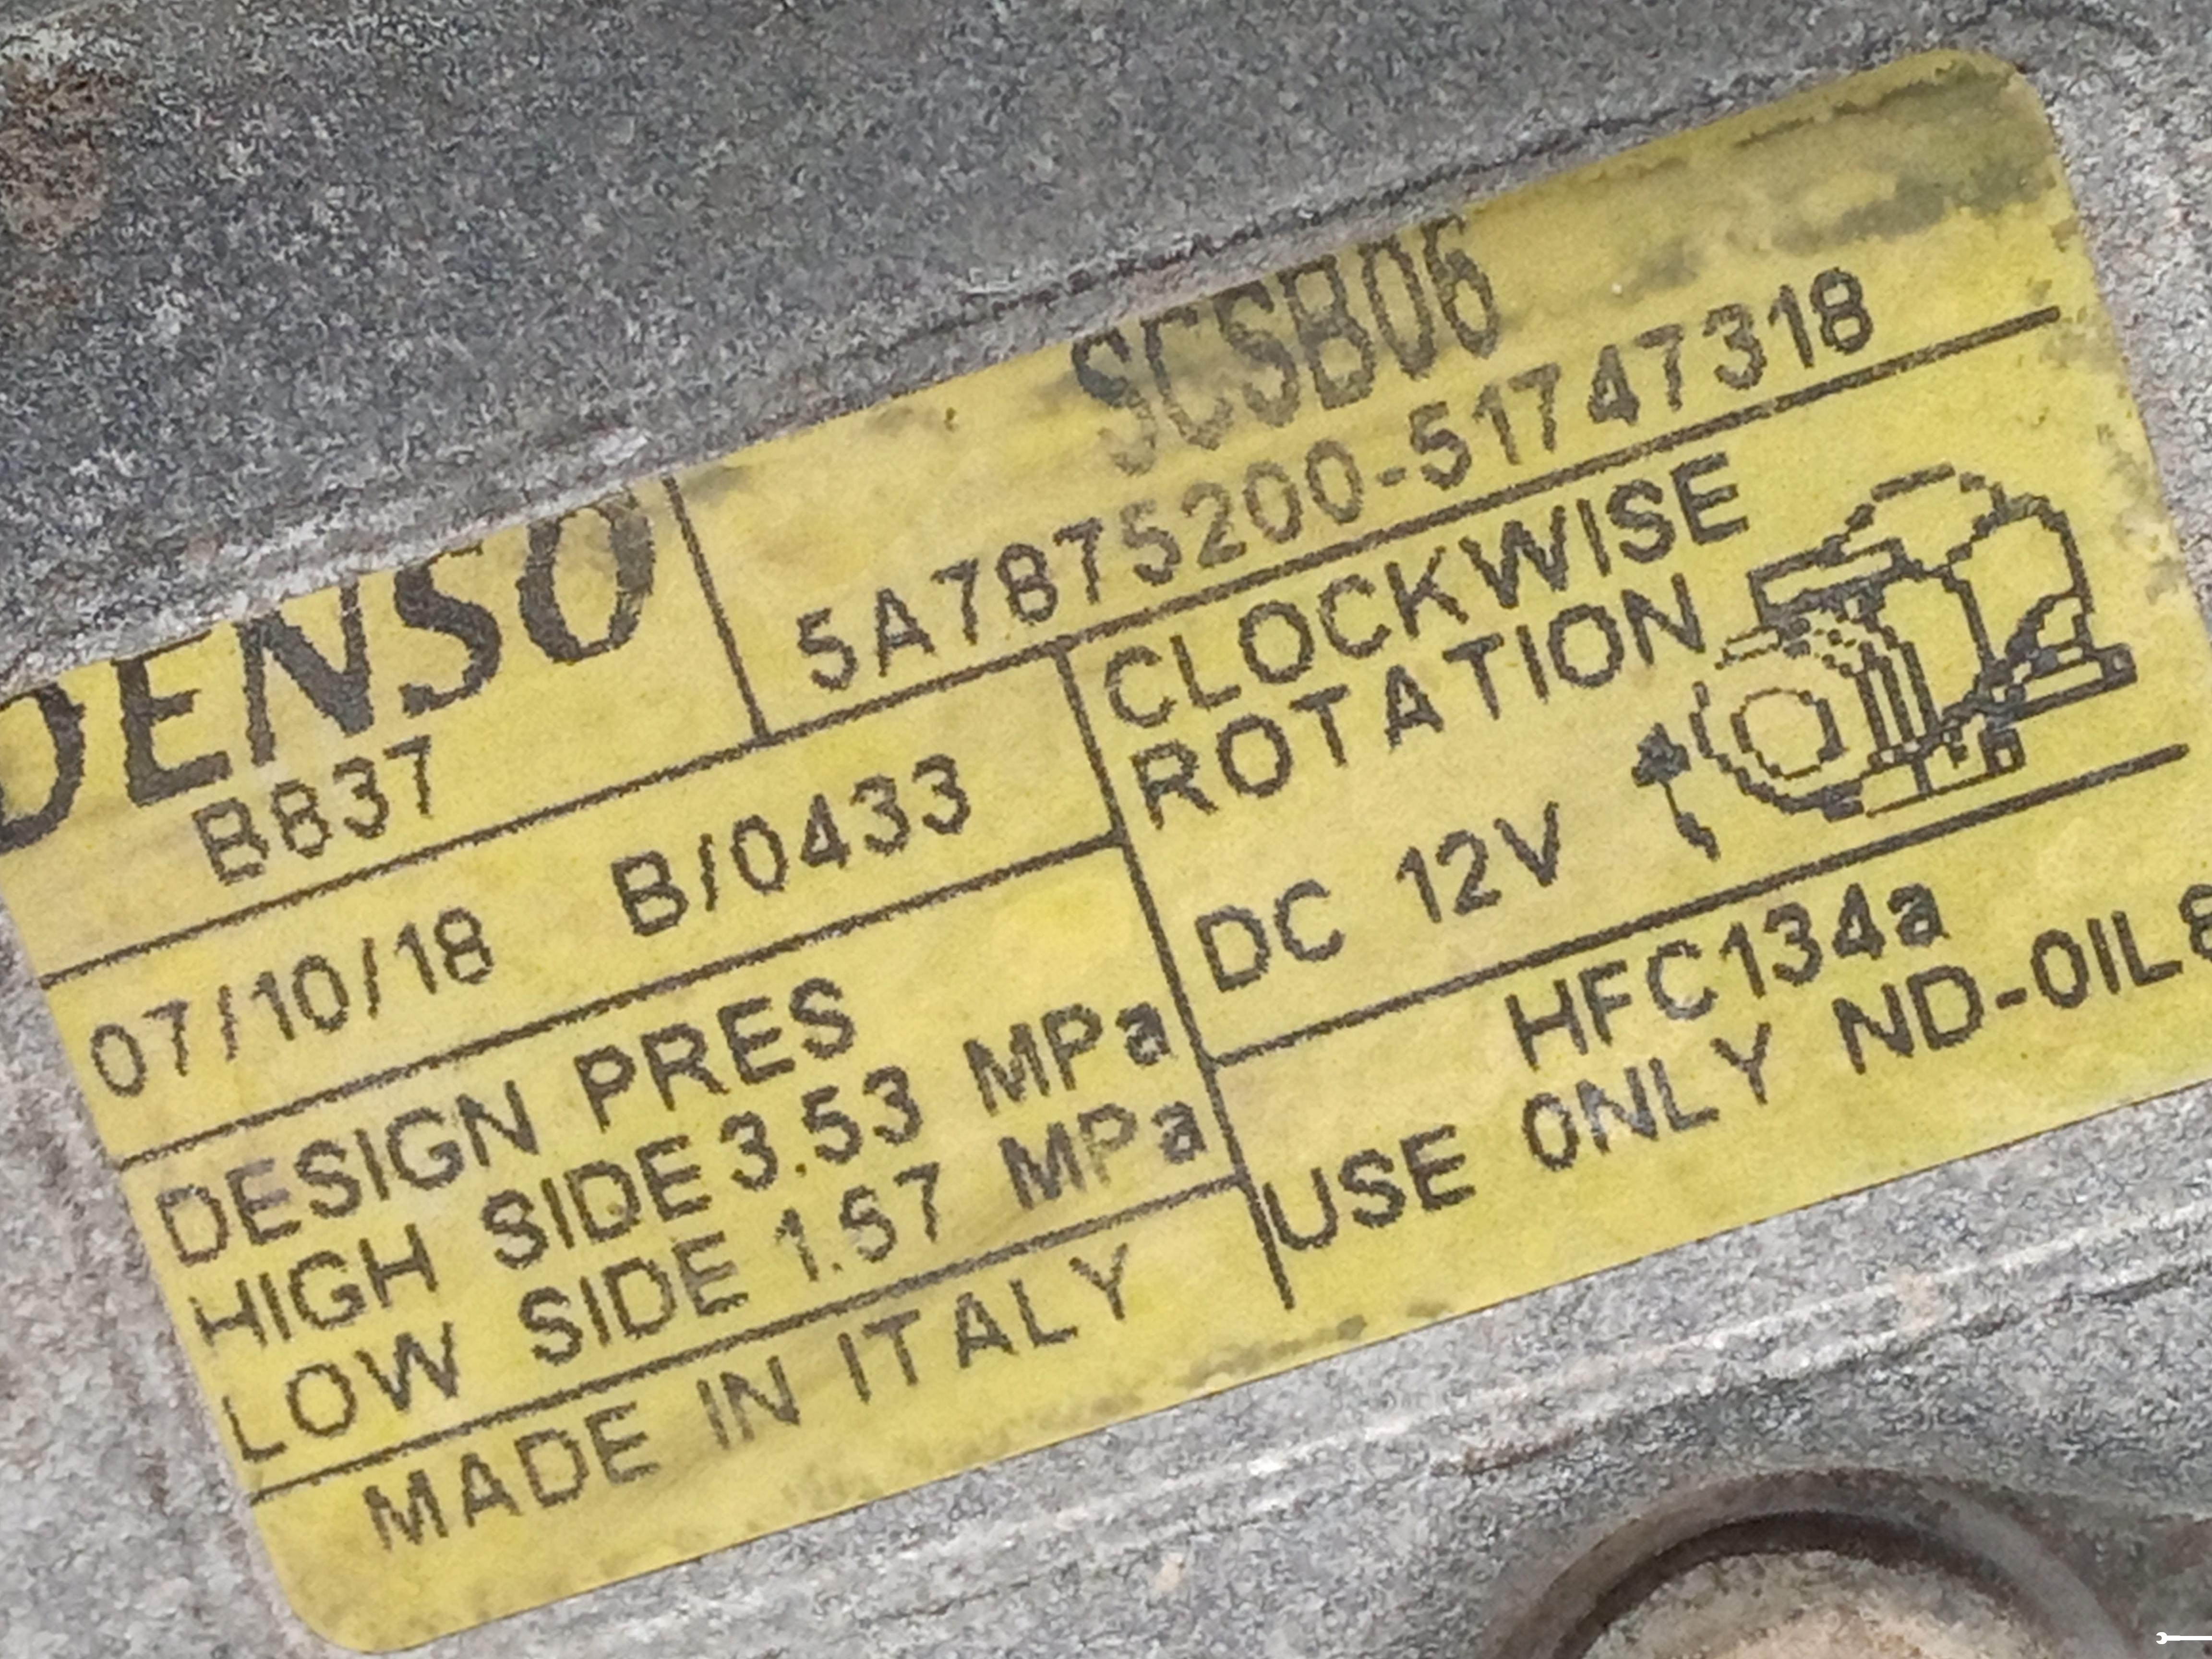 SCSB06
5A7875200-51747318
DENSO
B837
CLOCKWISE
ROTATION
07/10/18 B/0433
DC 12V
DESIGN PRES
HIGH SIDE 3.53 MPa
LOW SIDE 1.57 MPa
HFC134a
USE ONLY ND-OIL8
MADE IN ITALY